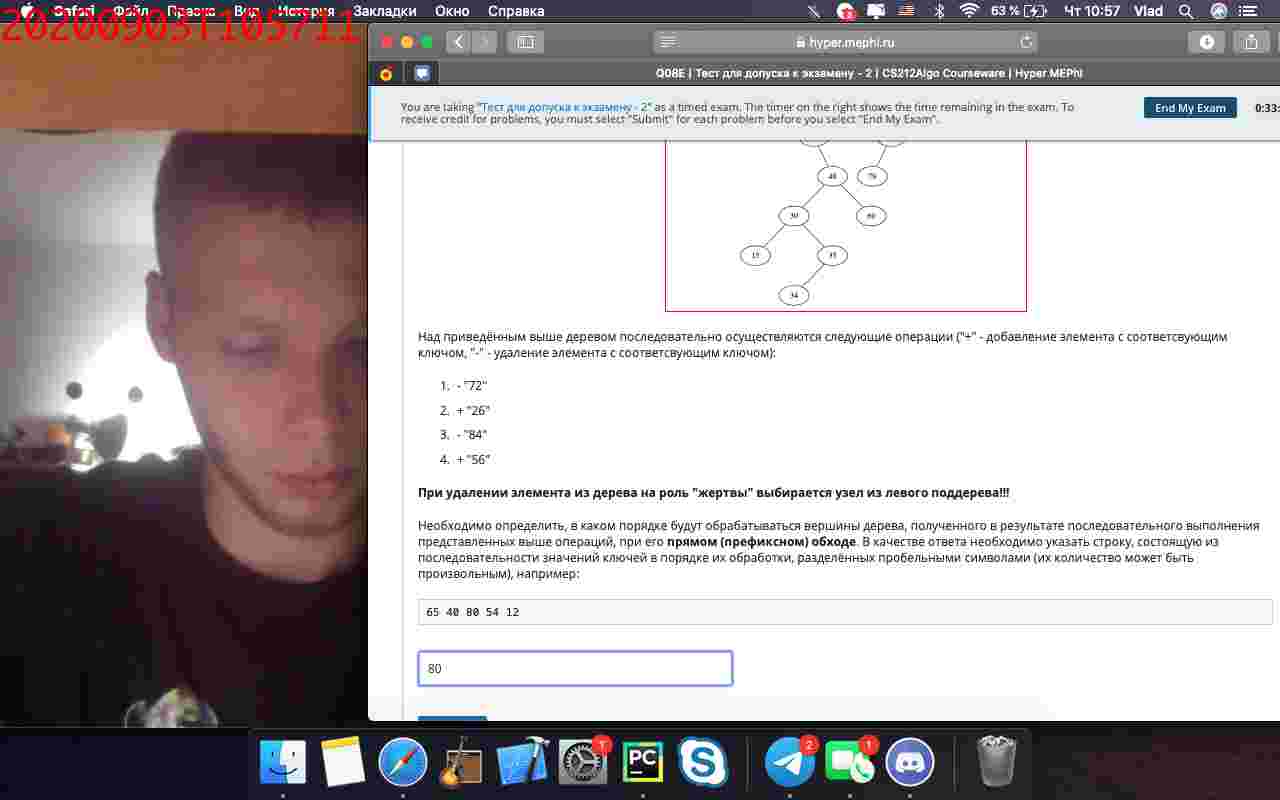 20200903T105711
Safari Файл Правка Вид История Закладки Окно Справка
63 % Чт 10:57 Vlad
hyper.mephi.ru
Q08E | Тест для допуска к экзамену - 2 | CS212Algo Courseware | Hyper.MEPhI
You are taking "Тест для допуска к экзамену - 2" as a timed exam. The timer on the right shows the time remaining in the exam. To
receive credit for problems, you must select "Submit" for each problem before you select "End My Exam".
End My Exam
0:33:
79
30
34
Над приведённым выше деревом последовательно осуществляются следующие операции ("+" - добавление элемента с соответсвующим
ключом, "-" - удаление элемента с соответсвующим ключом):
1. - "72"
2. + "26"
3. - "84"
4. + "56"
При удалении элемента из дерева на роль "жертвы" выбирается узел из левого поддерева!!!
Необходимо определить, в каком порядке будут обрабатываться вершины дерева, полученного в результате последовательного выполнения
представленных выше операций, при его прямом (префиксном) обходе. В качестве ответа необходимо указать строку, состоящую из
последовательности значений ключей в порядке их обработки, разделённых пробельными символами (их количество может быть
произвольным), например:
65 40 80 54 12
80
PC
2
1